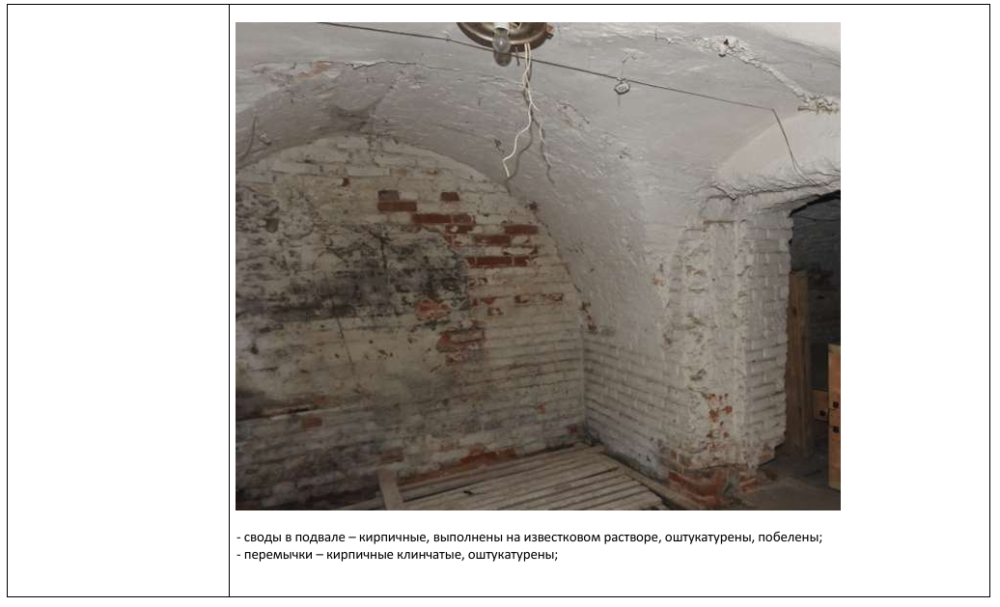 - своды в подвале – кирпичные, выполнены на известковом растворе, оштукатурены, побелены;
- перемычки – кирпичные клинчатые, оштукатурены;